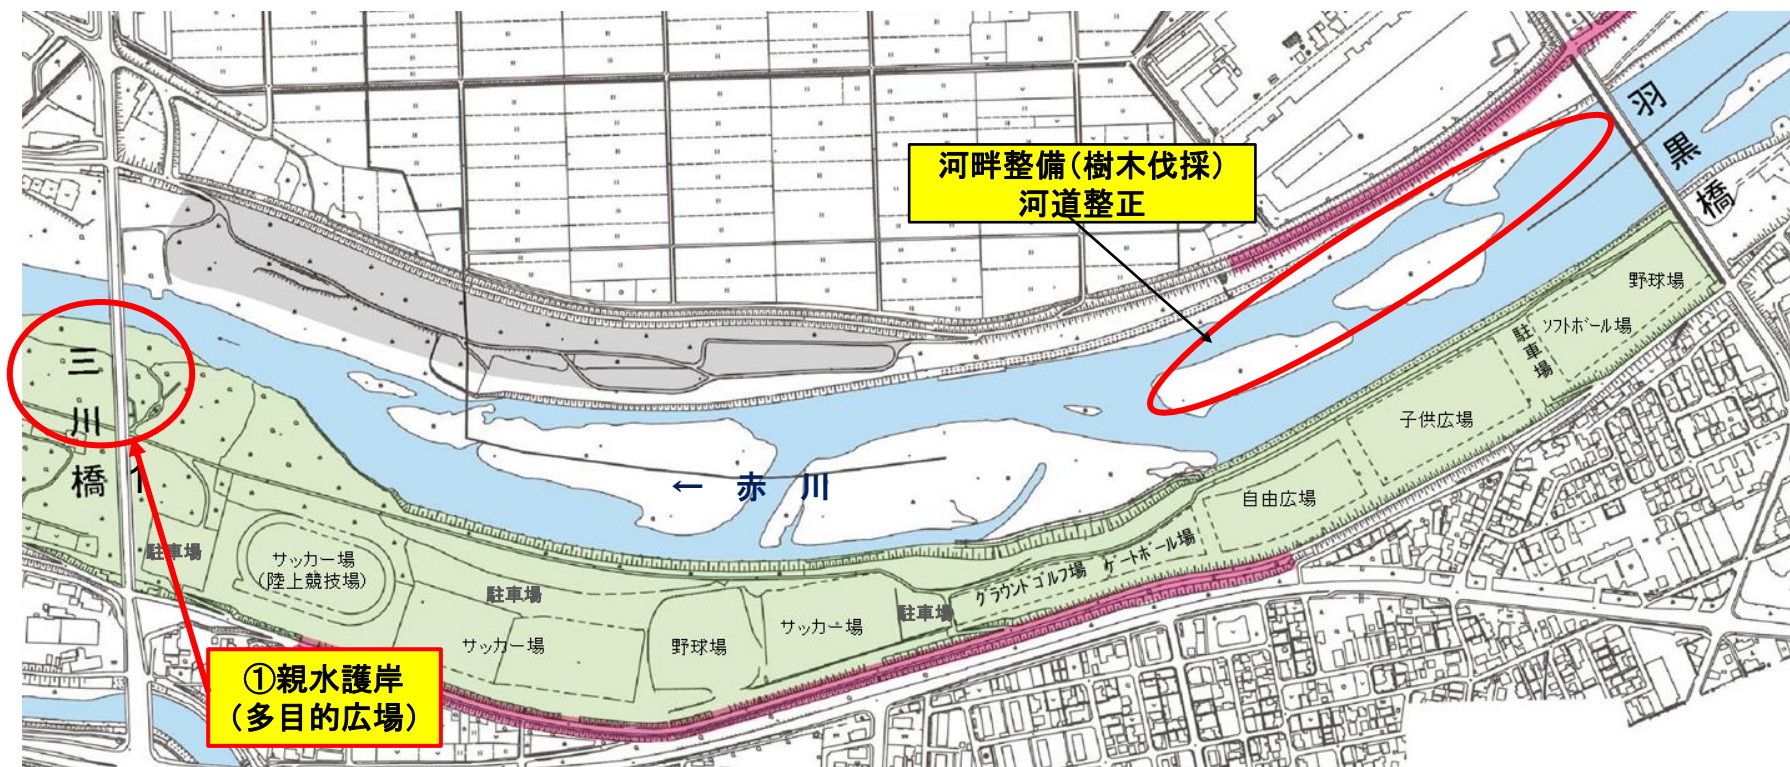 羽黒橋
河畔整備(樹木伐採)
河道整正
野球場
ソフトボール場
駐車場
子供広場
三川橋
自由広場
← 赤 川
ゲートボール場
グラウンドゴルフ場
駐車場
サッカー場
(陸上競技場)
駐車場
駐車場
サッカー場
サッカー場
野球場
①親水護岸
(多目的広場)